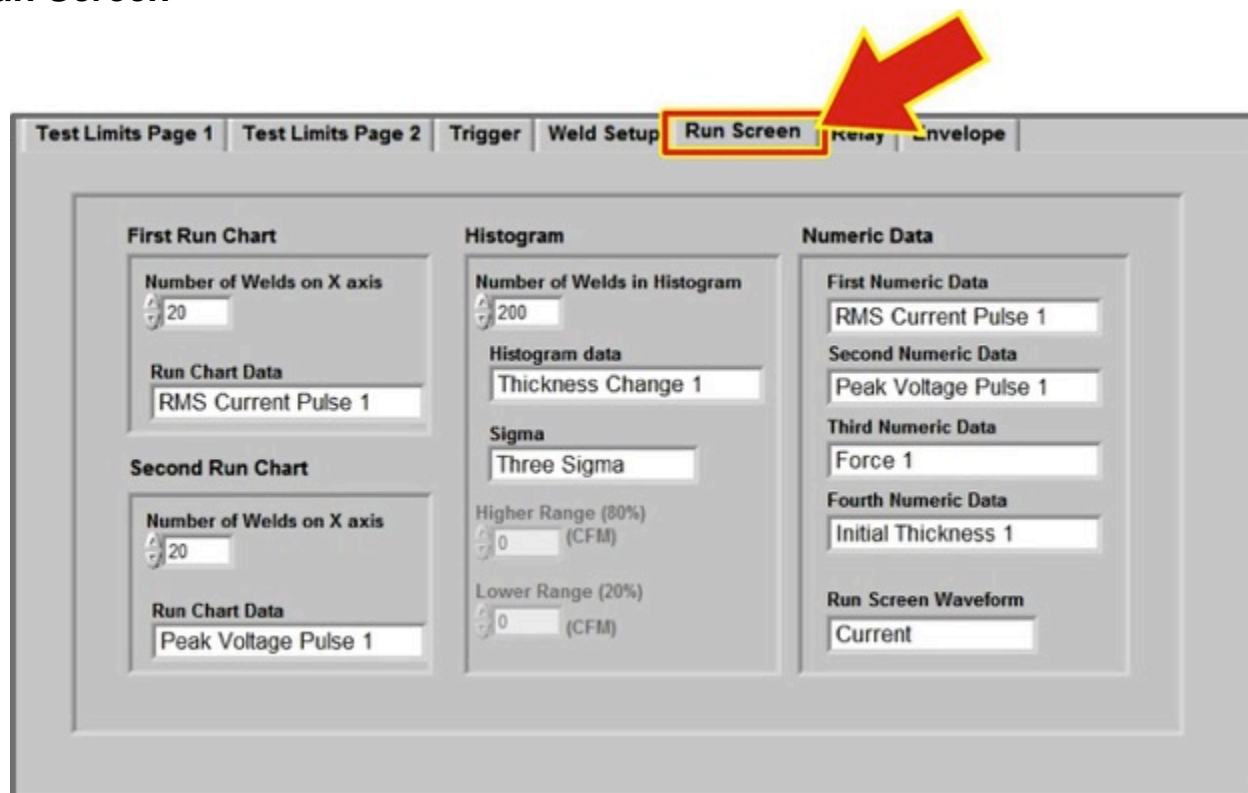 Screen
Test Limits Page 1
Test Limits Page 2
Trigger
Weld Setup
Run Screen
Relay
Envelope
First Run Chart
Number of Welds on X axis
20
Run Chart Data
RMS Current Pulse 1
Second Run Chart
Number of Welds on X axis
20
Run Chart Data
Peak Voltage Pulse 1
Histogram
Number of Welds in Histogram
200
Histogram data
Thickness Change 1
Sigma
Three Sigma
Higher Range (80%)
0 (CFM)
Lower Range (20%)
0 (CFM)
Numeric Data
First Numeric Data
RMS Current Pulse 1
Second Numeric Data
Peak Voltage Pulse 1
Third Numeric Data
Force 1
Fourth Numeric Data
Initial Thickness 1
Run Screen Waveform
Current